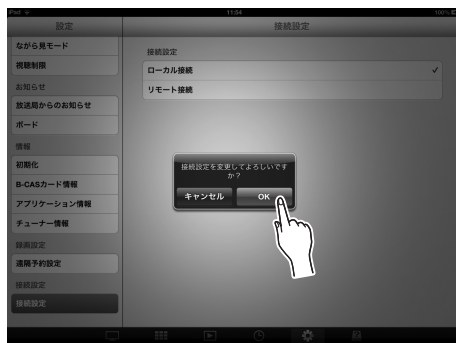 iPad
11:54
100%
設定
接続設定
ながら見モード
視聴制限
お知らせ
放送局からのお知らせ
ボード
情報
初期化
B-CASカード情報
アプリケーション情報
チューナー情報
録画設定
遠隔予約設定
接続設定
接続設定
接続設定
ローカル接続
リモート接続
接続設定を変更してよろしいです
か?
キャンセル
OK